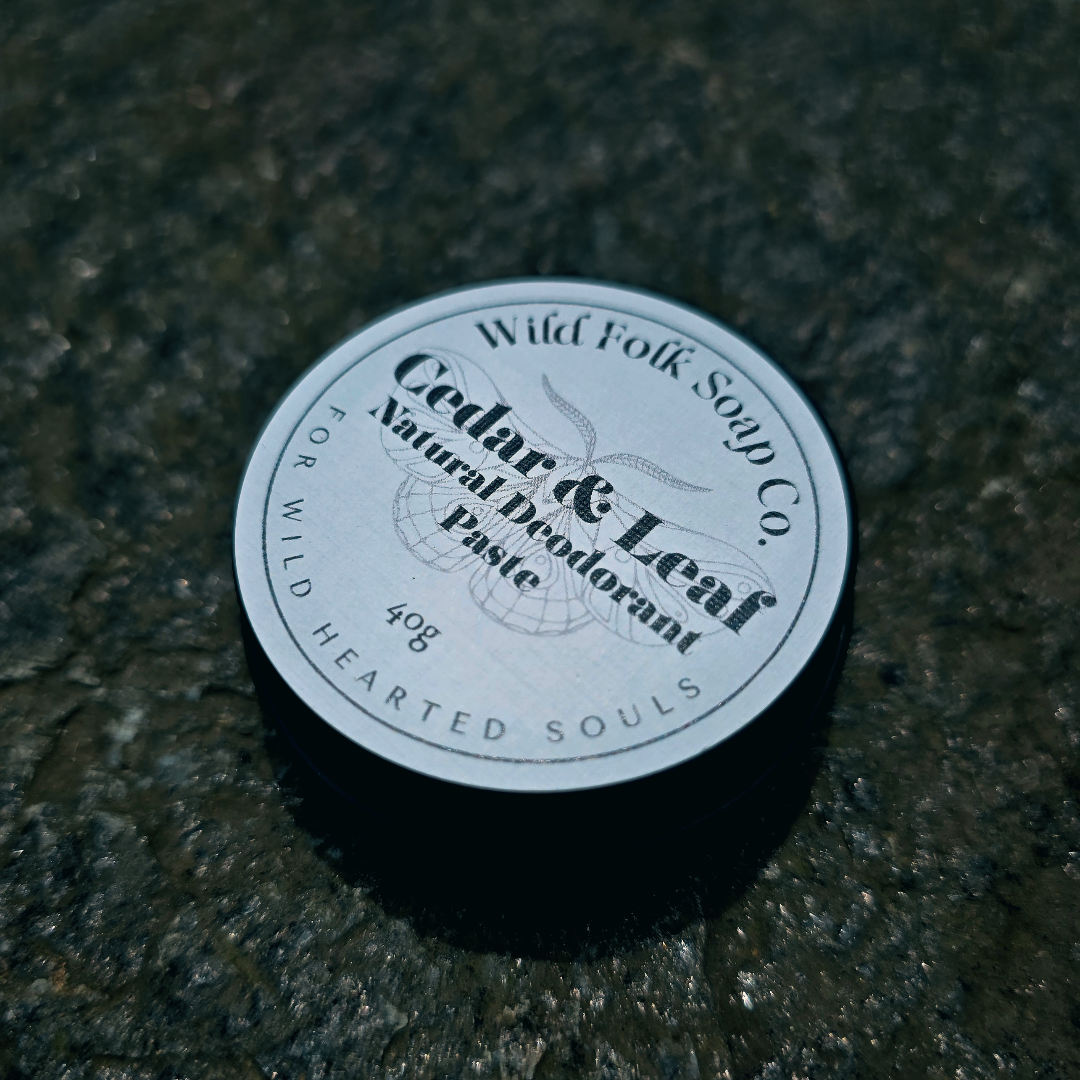 Wild Folk Soap Co.
Cedar & Leaf
Natural Deodorant
Paste
40g
FOR WILD HEARTED SOULS